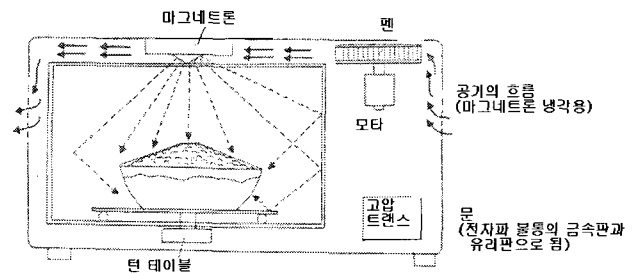 마그네트론
펜
공기의 흐름
(마그네트론 냉각용)
모타
고압
트랜스
문
(전자파 불통의 금속판과
유리판으로 됨)
턴 테이블